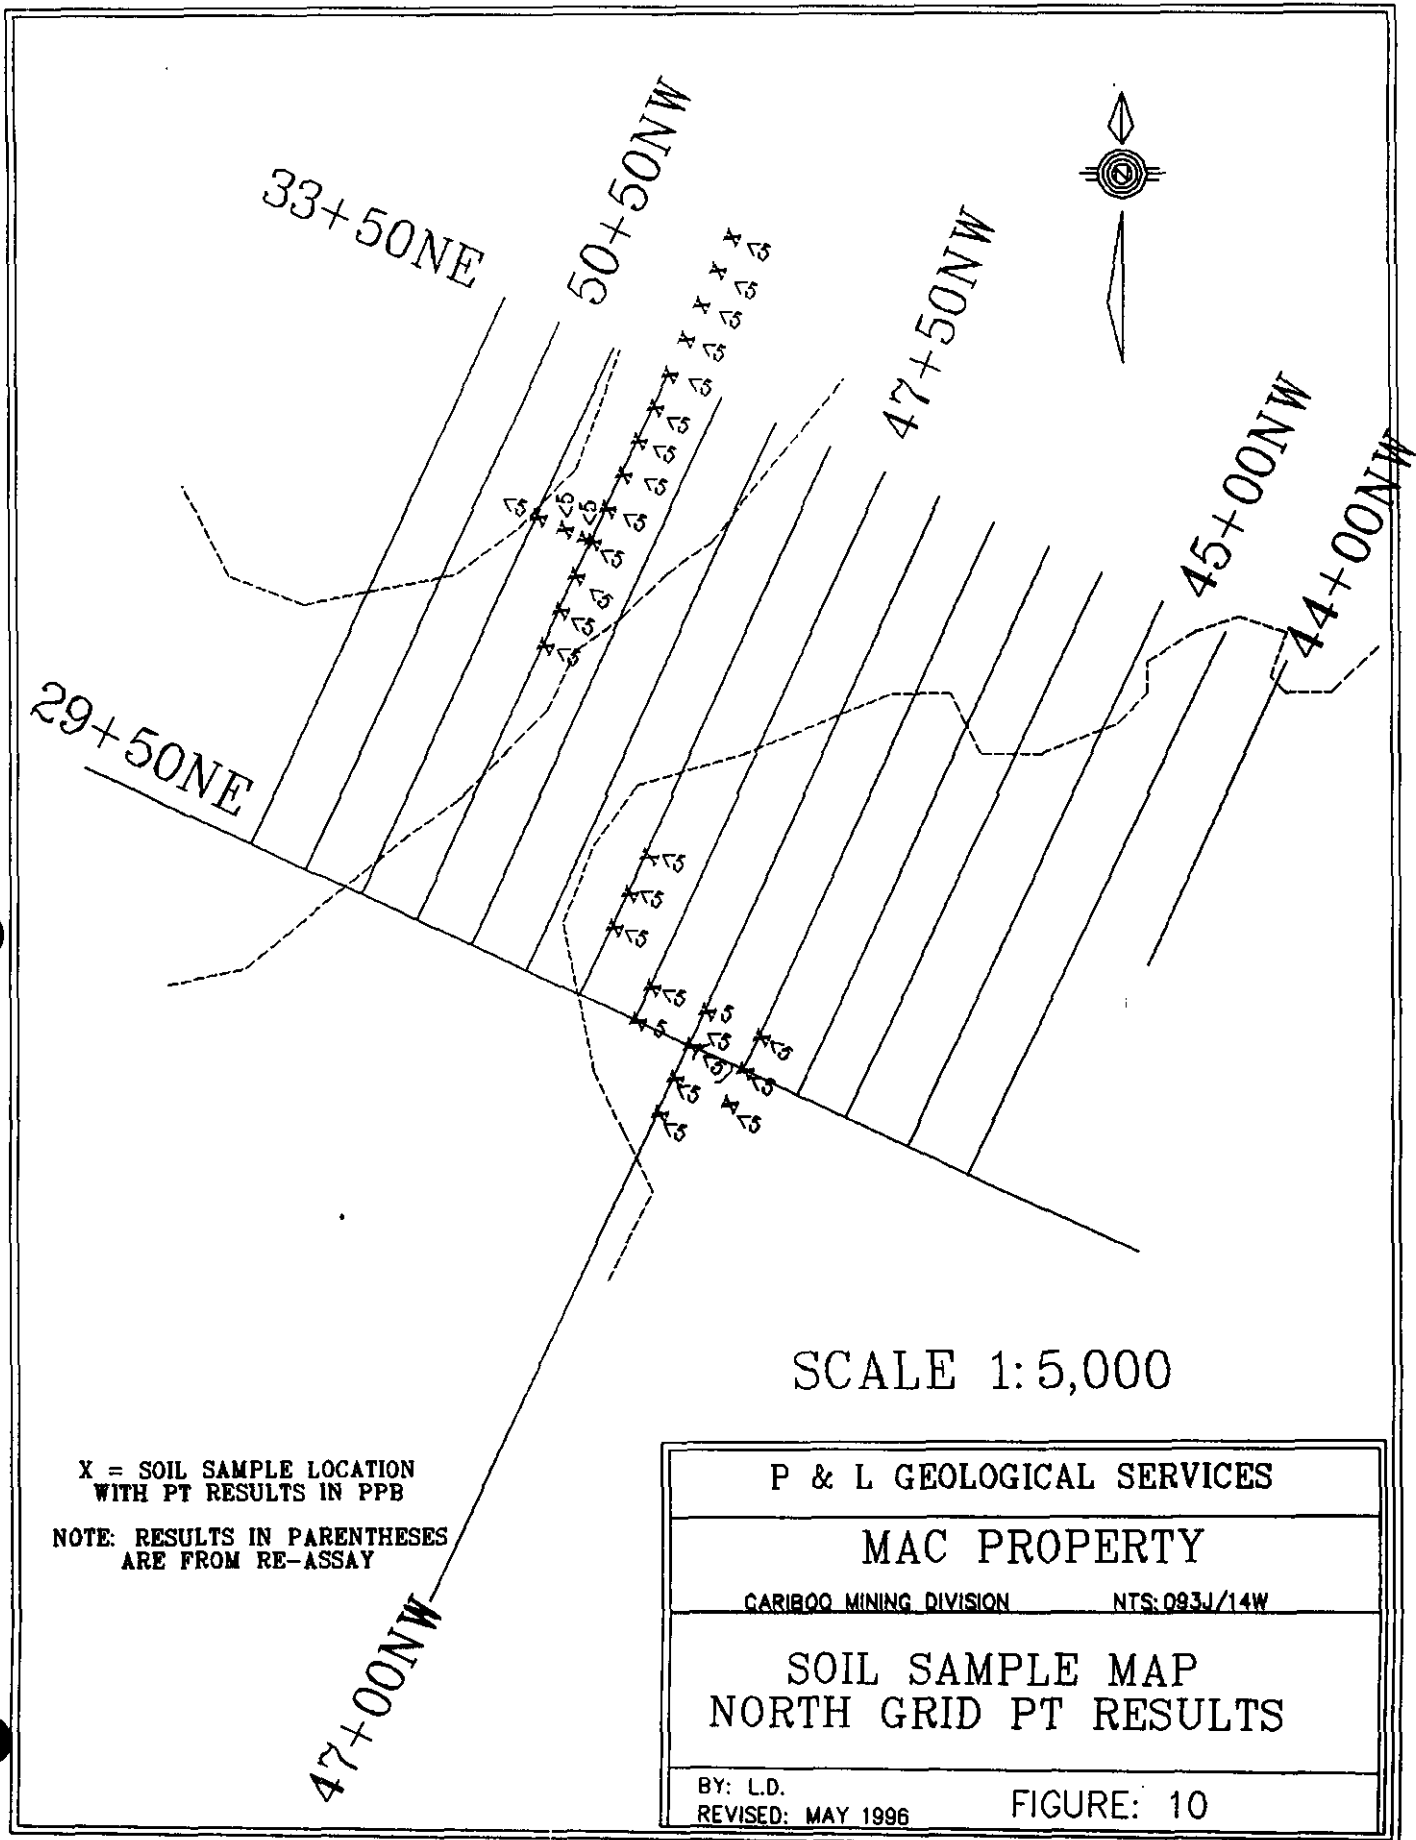 50+50NW
33+50NE
N
<5
<5
47+50NW
<5
<5
<5
45+00NW
<5
<5
44+00NW
<5
<5
<5
<5
<5
<5
<5
<5
<5
<5
29+50NE
<5
<5
<5
<5
5
5
<5
<5
<5
<5
<5
<5
<5
SCALE 1:5,000
X = SOIL SAMPLE LOCATION
WITH PT RESULTS IN PPB
NOTE: RESULTS IN PARENTHESES
ARE FROM RE-ASSAY
47+00NW
P & L GEOLOGICAL SERVICES
MAC PROPERTY
CARIBOO MINING DIVISION NTS: 093J/14W
SOIL SAMPLE MAP
NORTH GRID PT RESULTS
BY: L.D.
REVISED: MAY 1996
FIGURE: 10